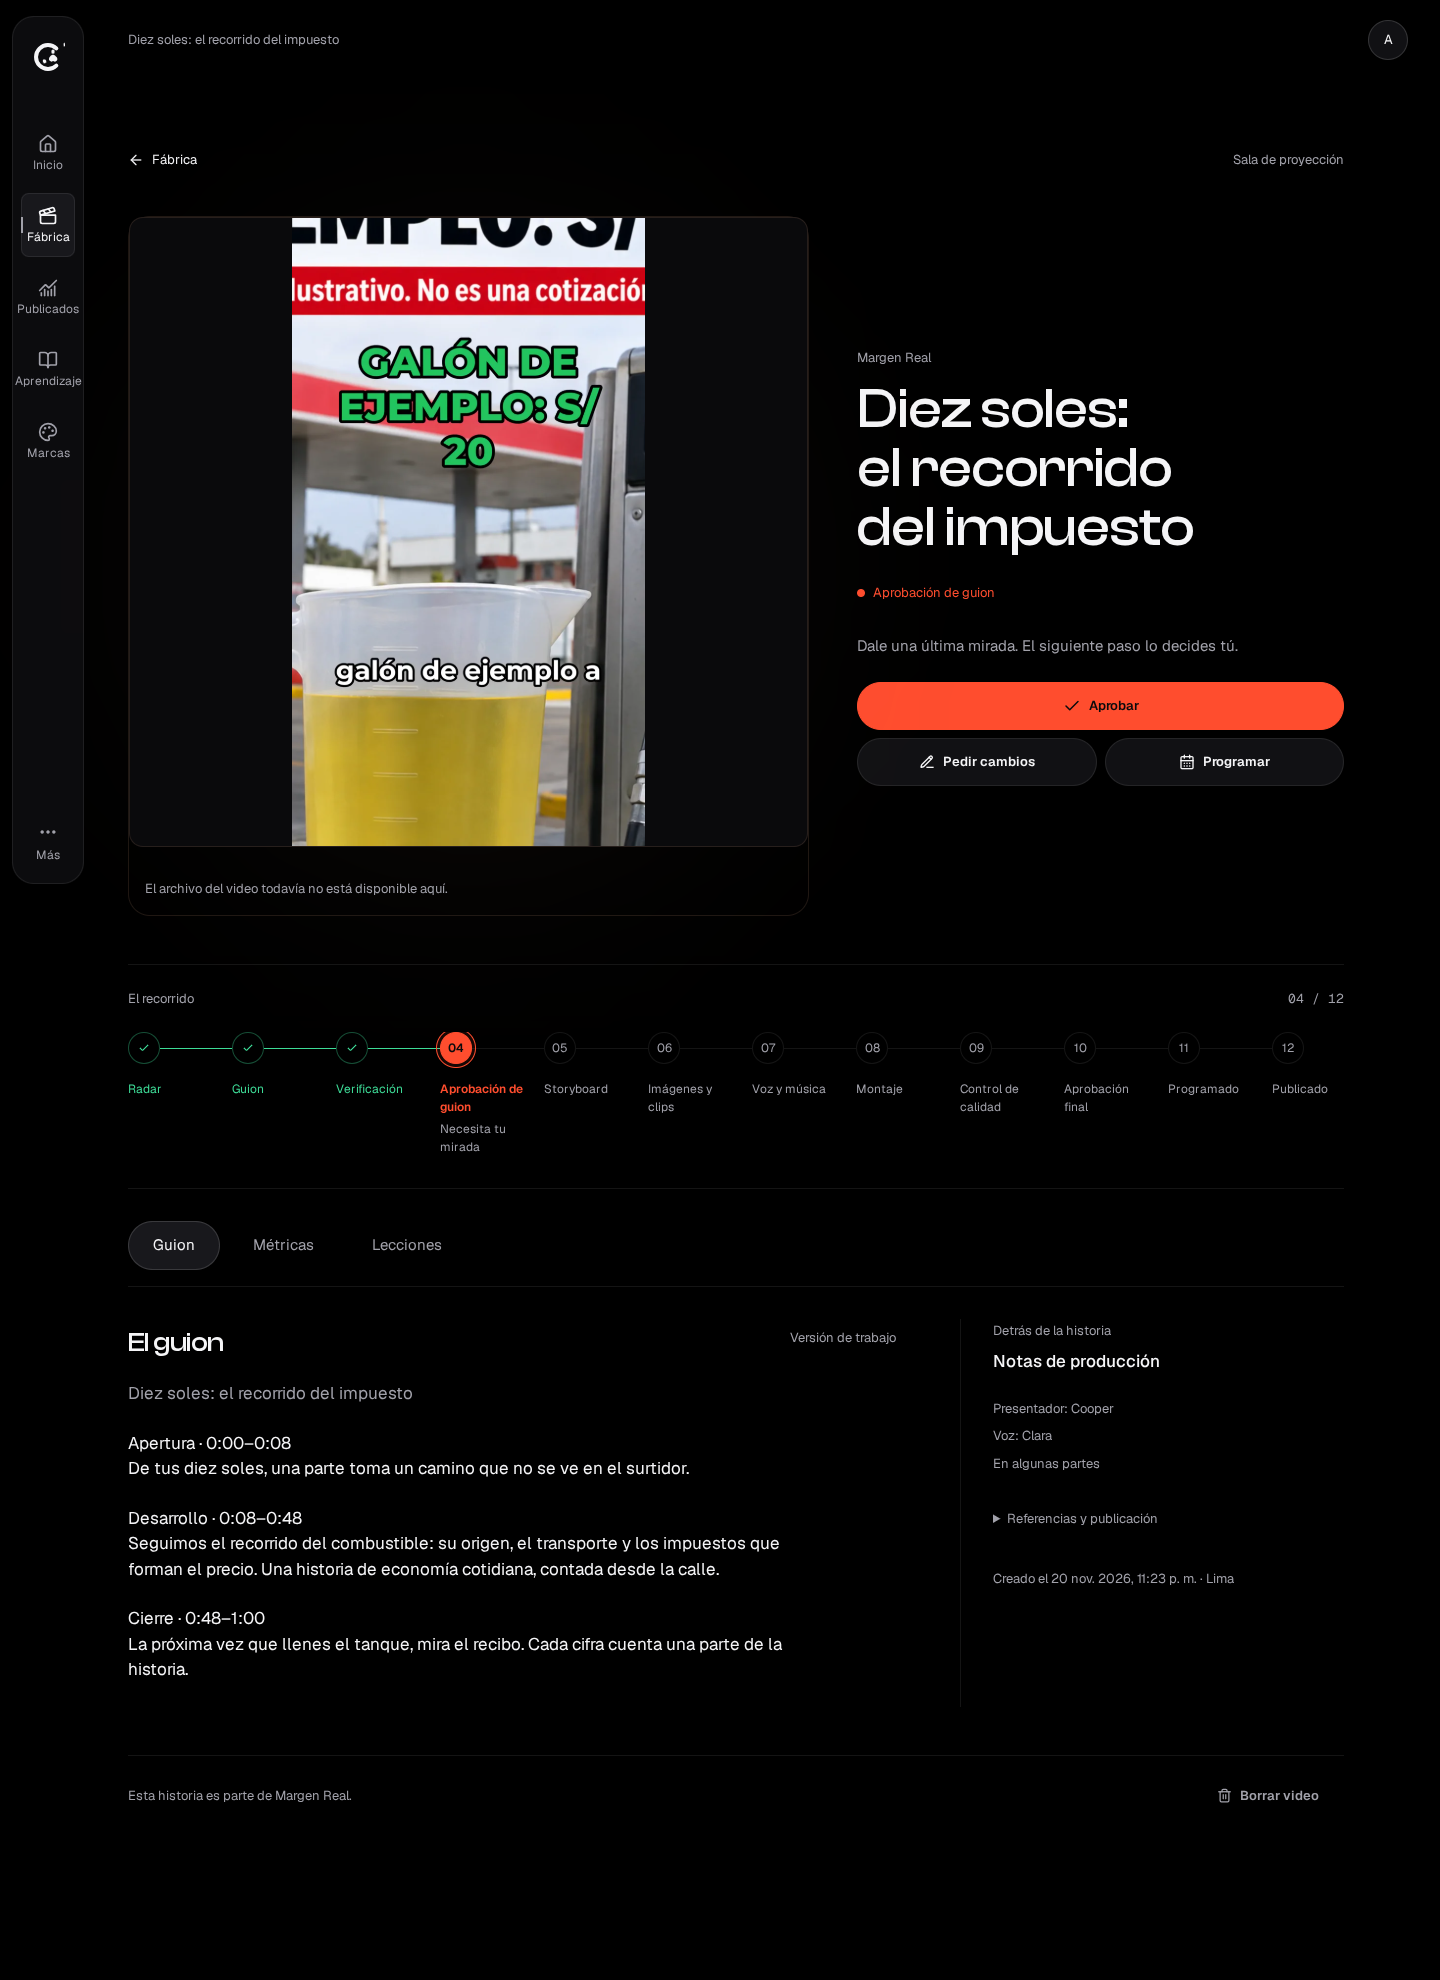 Diez soles: el recorrido del impuesto
A
Inicio
Fábrica
Publicados
Aprendizaje
Marcas
Más
Fábrica
Sala de proyección
EMPLO: S/
lustrativo. No es una cotización
GALÓN DE
EJEMPLO: S/
20
galón de ejemplo a
El archivo del video todavía no está disponible aquí.
Margen Real
Diez soles:
el recorrido
del impuesto
Aprobación de guion
Dale una última mirada. El siguiente paso lo decides tú.
Aprobar
Pedir cambios
Programar
El recorrido
04 / 12
04
05
06
07
08
09
10
11
12
Radar
Guion
Verificación
Aprobación de
guion
Necesita tu
mirada
Storyboard
Imágenes y
clips
Voz y música
Montaje
Control de
calidad
Aprobación
final
Programado
Publicado
Guion
Métricas
Lecciones
El guion
Versión de trabajo
Diez soles: el recorrido del impuesto
Apertura · 0:00–0:08
De tus diez soles, una parte toma un camino que no se ve en el surtidor.
Desarrollo · 0:08–0:48
Seguimos el recorrido del combustible: su origen, el transporte y los impuestos que
forman el precio. Una historia de economía cotidiana, contada desde la calle.
Cierre · 0:48–1:00
La próxima vez que llenes el tanque, mira el recibo. Cada cifra cuenta una parte de la
historia.
Detrás de la historia
Notas de producción
Presentador: Cooper
Voz: Clara
En algunas partes
Referencias y publicación
Creado el 20 nov. 2026, 11:23 p. m. · Lima
Esta historia es parte de Margen Real.
Borrar video